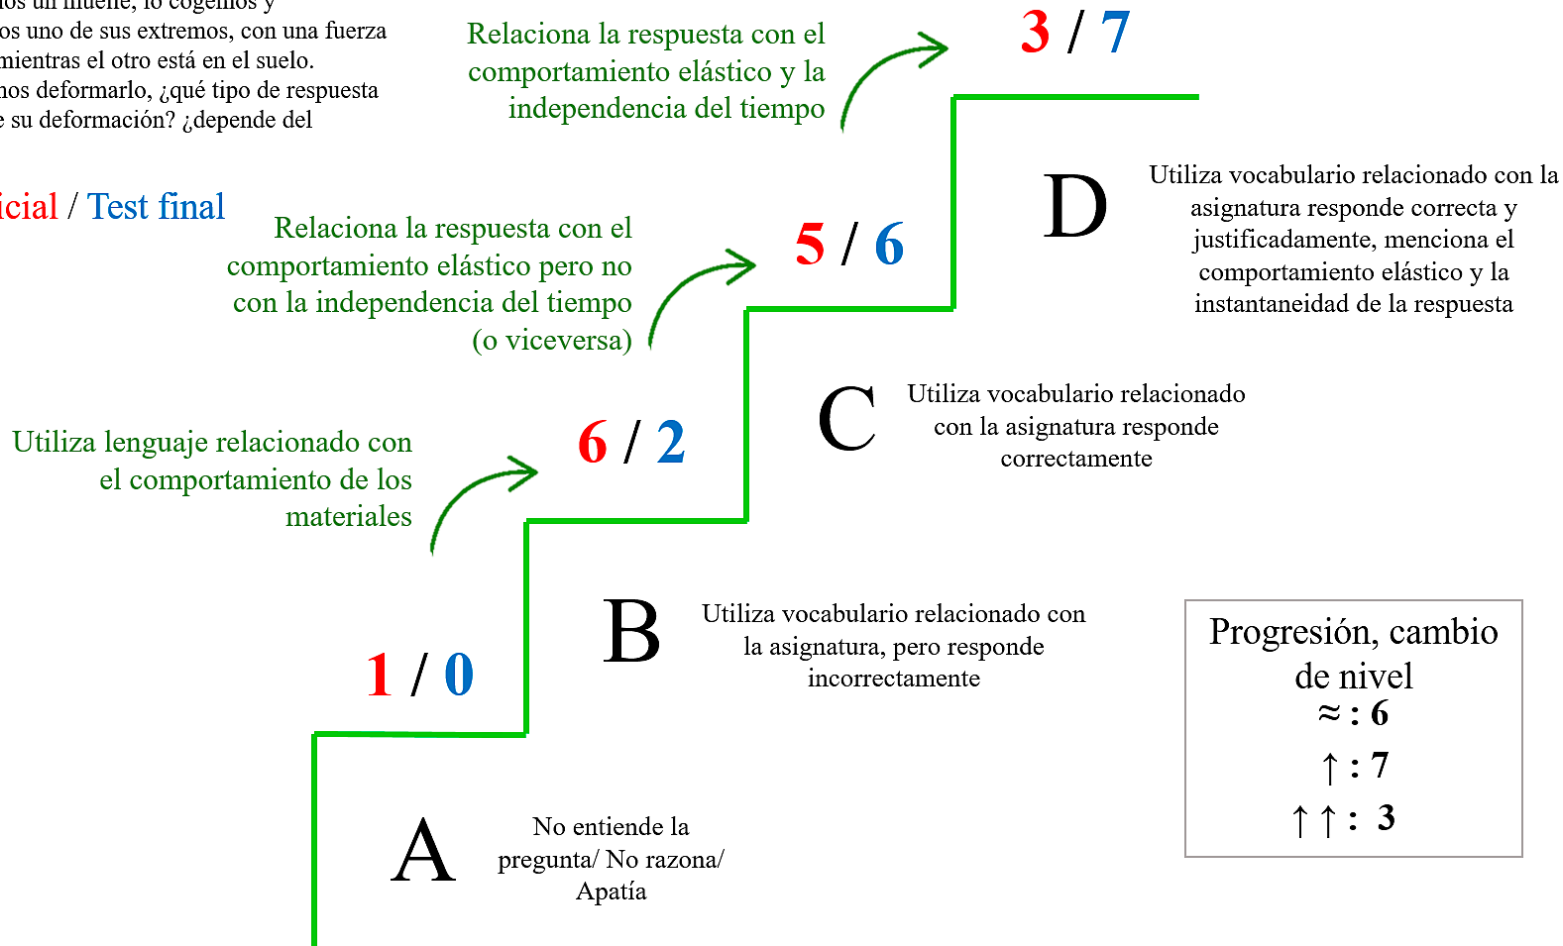 un muelle, lo cogemos y
uno de sus extremos, con una fuerza
mientras el otro está en el suelo.
deformarlo, ¿qué tipo de respuesta
su deformación? ¿depende del
/ Test final
Relaciona la respuesta con el
comportamiento elástico y la
independencia del tiempo
3 / 7
D
Utiliza vocabulario relacionado con la
asignatura responde correcta y
justificadamente, menciona el
comportamiento elástico y la
instantaneidad de la respuesta
Relaciona la respuesta con el
comportamiento elástico pero no
con la independencia del tiempo
(o viceversa)
5 / 6
C
Utiliza vocabulario relacionado
con la asignatura responde
correctamente
Utiliza lenguaje relacionado con
el comportamiento de los
materiales
6 / 2
B
Utiliza vocabulario relacionado con
la asignatura, pero responde
incorrectamente
1 / 0
A
No entiende la
pregunta/ No razona/
Apatía
Progresión, cambio
de nivel
≈ : 6
↑ : 7
↑ ↑ : 3